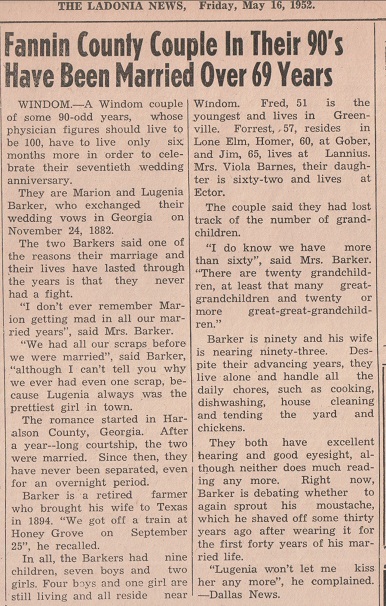 THE LADONIA NEWS, Friday, May 16, 1952.
Fannin County Couple In Their 90's
Have Been Married Over 69 Years
WINDOM.—A Windom couple
of some 90-odd years, whose
physician figures should live to
be 100, have to live only six
months more in order to cele-
brate their seventieth wedding
anniversary.
They are Marion and Lugenia
Barker, who exchanged their
wedding vows in Georgia on
November 24, 1882.
The two Barkers said one of
the reasons their marriage and
their lives have lasted through
the years is that they never
had a fight.
"I don't ever remember Mar-
ion getting mad in all our mar-
ried years", said Mrs. Barker.
"We had all our scraps before
we were married", said Barker,
"although I can't tell you why
we ever had even one scrap, be-
cause Lugenia always was the
prettiest girl in town.
The romance started in Har-
alson County, Georgia. After
a year--long courtship, the two
were married. Since then, they
have never been separated, even
for an overnight period.
Barker is a retired farmer
who brought his wife to Texas
in 1894. "We got off a train at
Honey Grove on September
25", he recalled.
In all, the Barkers had nine
children, seven boys and two
girls. Four boys and one girl are
still living and all reside near
Windom. Fred, 51 is the
youngest and lives in Green-
ville. Forrest, 57, resides in
Lone Elm, Homer, 60, at Gober,
and Jim, 65, lives at Lannius.
Mrs. Viola Barnes, their daugh-
ter is sixty-two and lives at
Ector.
The couple said they had lost
track of the number of grand-
children.
"I do know we have more
than sixty", said Mrs. Barker.
"There are twenty grandchild-
ren, at least that many great-
grandchildren and twenty or
more great-great-grandchild-
ren."
Barker is ninety and his wife
is nearing ninety-three. Des-
pite their advancing years, they
live alone and handle all the
daily chores, such as cooking,
dishwashing, house cleaning
and tending the yard and
chickens.
They both have excellent
hearing and good eyesight, al-
though neither does much read-
ing any more. Right now,
Barker is debating whether to
again sprout his moustache,
which he shaved off some thirty
years ago after wearing it for
the first forty years of his mar-
ried life.
"Lugenia won't let me kiss
her any more", he complained.
—Dallas News.